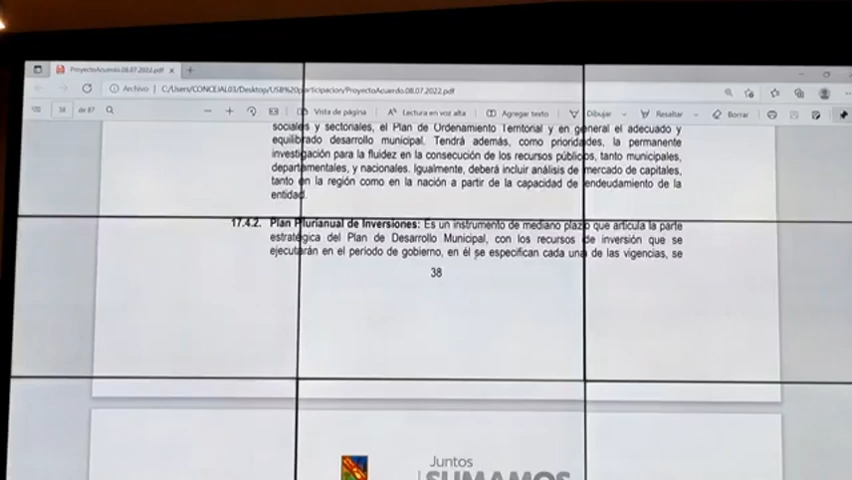 ProyectoAcuerdo.08.07.2022.pdf
Archivo | C:/Users/CONCEJAL03/Desktop/USB%20participacion/ProyectoAcuerdo.08.07.2022.pdf
38 de 87 Vista de página Lectura en voz alta Agregar texto Dibujar Resaltar Borrar
sociales y sectoriales, el Plan de Ordenamiento Territorial y en general el adecuado y
equilibrado desarrollo municipal. Tendrá además, como prioridades, la permanente
investigación para la fluidez en la consecución de los recursos públicos, tanto municipales,
departamentales, y nacionales. Igualmente, deberá incluir análisis de mercado de capitales,
tanto en la región como en la nación a partir de la capacidad de endeudamiento de la
entidad.
17.4.2. Plan Plurianual de Inversiones: Es un instrumento de mediano plazo que articula la parte
estratégica del Plan de Desarrollo Municipal, con los recursos de inversión que se
ejecutarán en el período de gobierno, en él se especifican cada una de las vigencias, se
38
Juntos
SUMAMOS